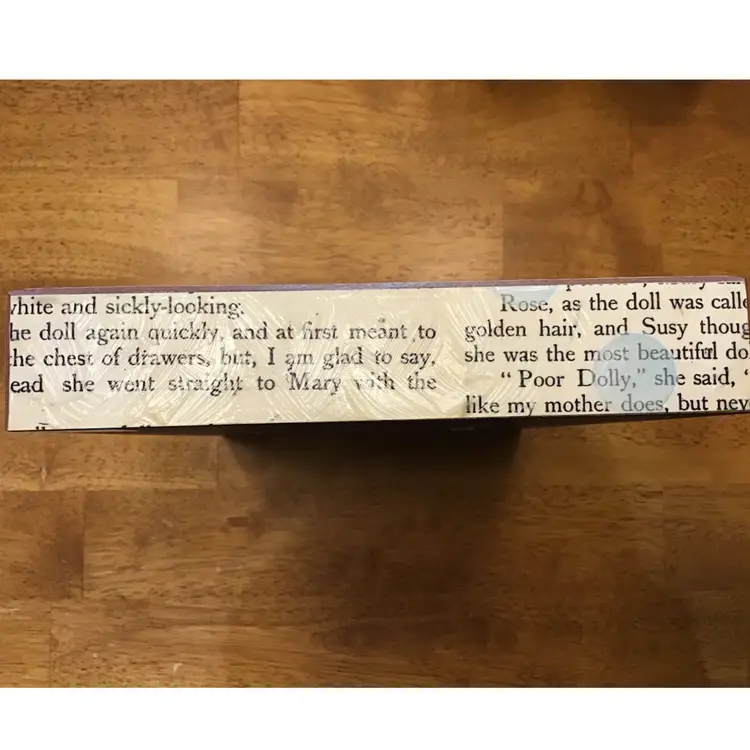 white and sickly-looking.
he doll again quickly, and at first meant to
the chest of drawers, but, I am glad to say,
ead she went straight to Mary with the
Rose, as the doll was calle
golden hair, and Susy thoug
she was the most beautiful do
" Poor Dolly," she said, "
like my mother does, but nev